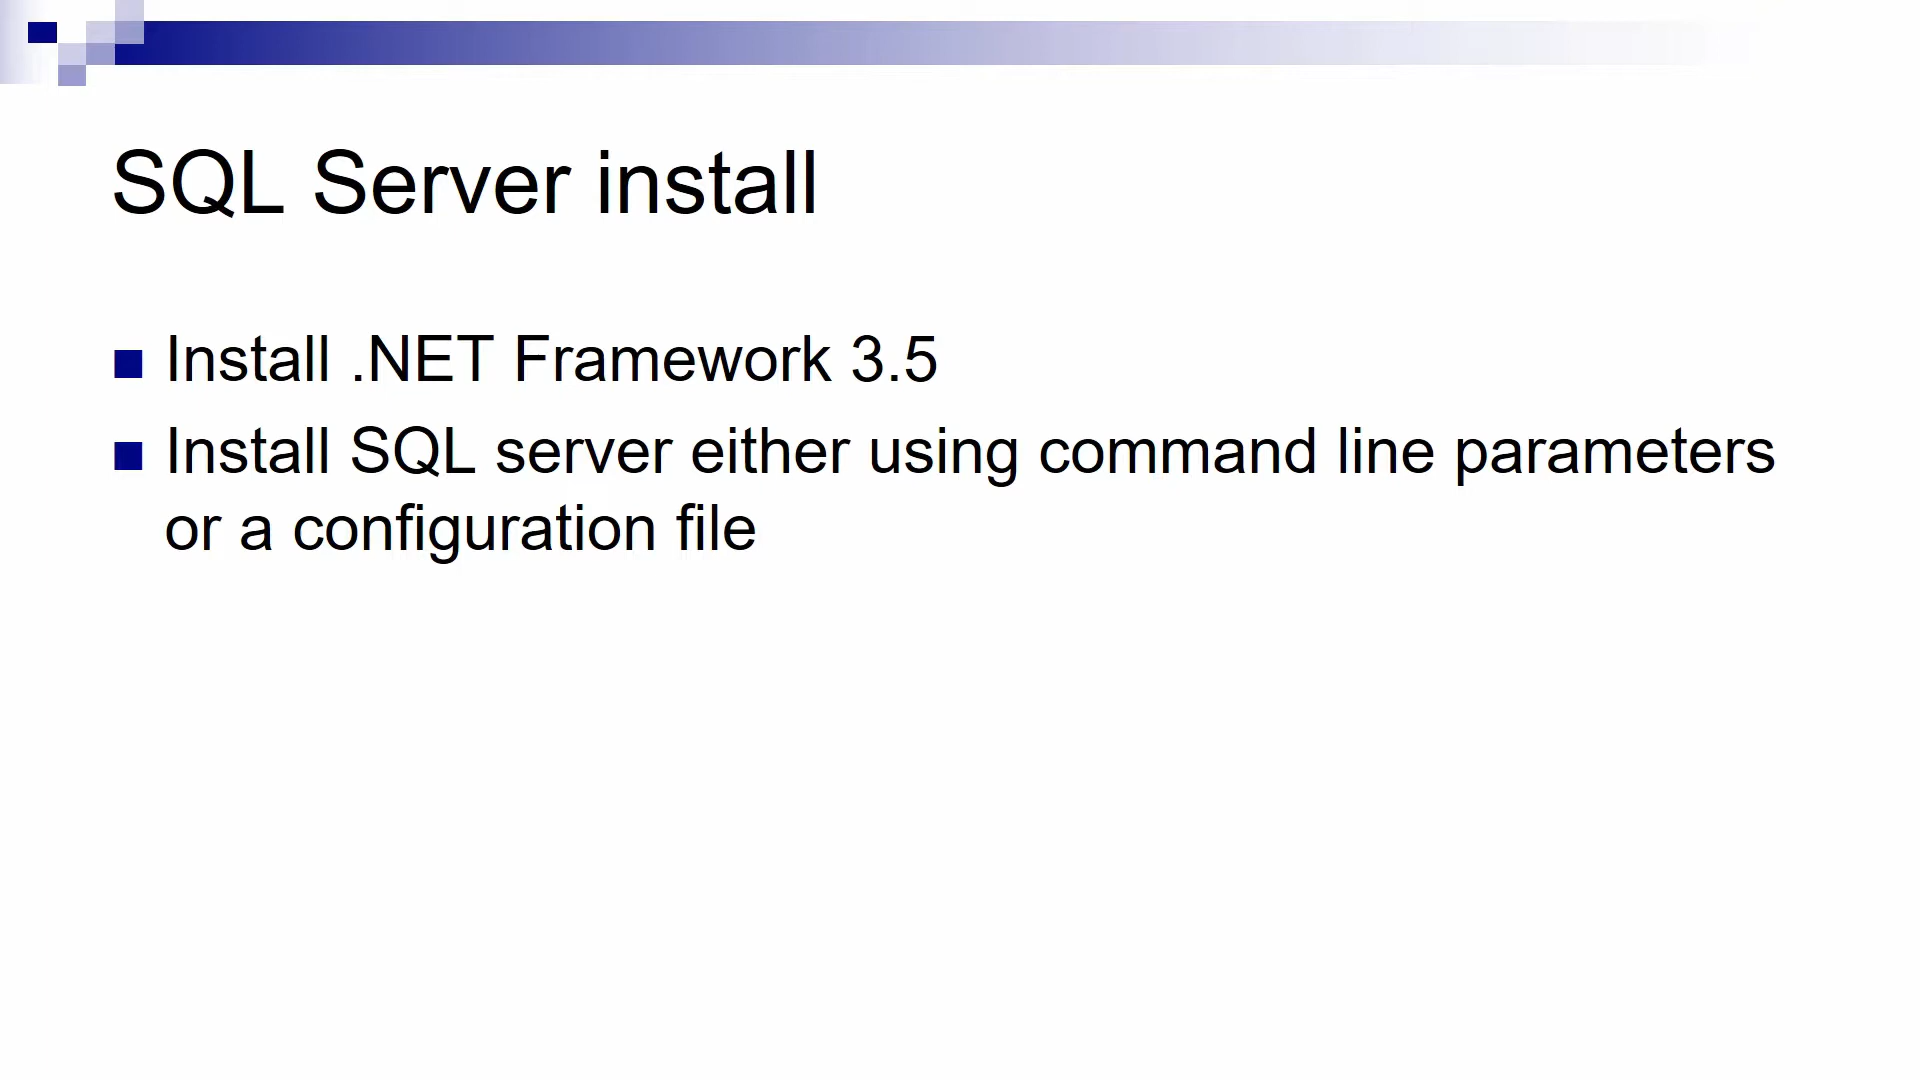 SQL Server install
Install .NET Framework 3.5
Install SQL server either using command line parameters
or a configuration file